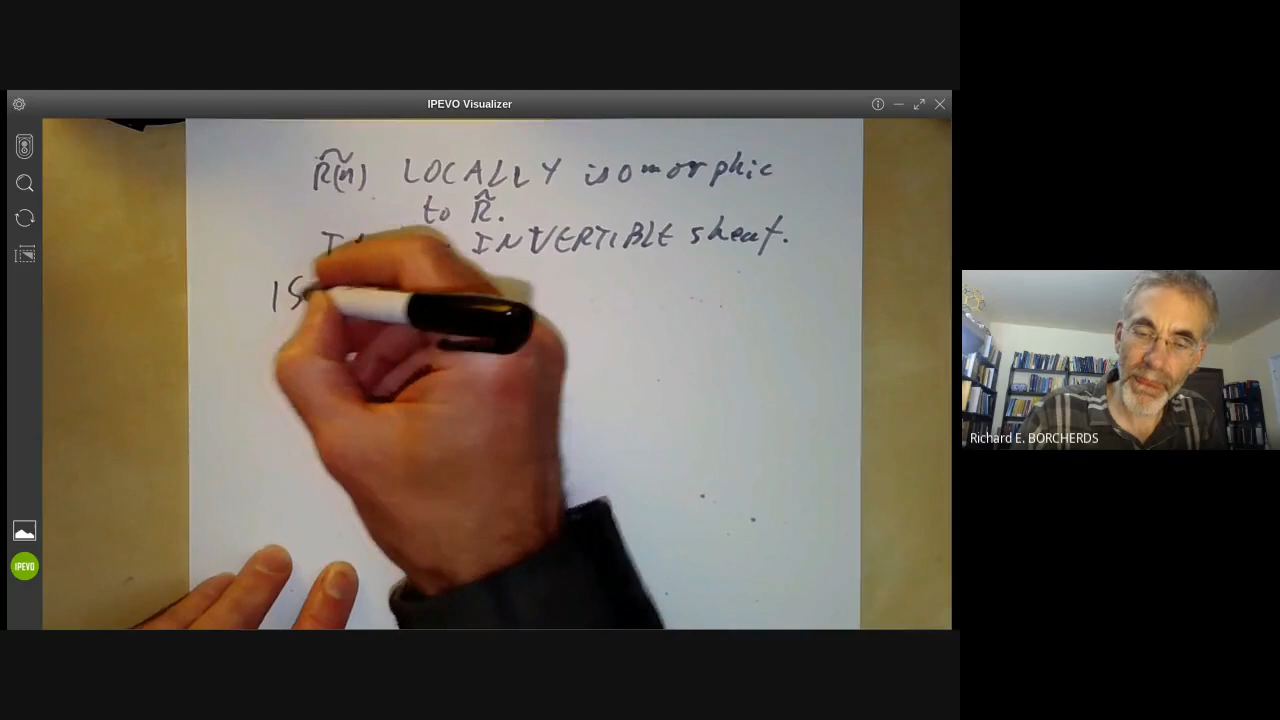 IPEVO Visualizer
R̃(n) LOCALLY isomorphic
to R̃.
INVERTIBLE sheaf.
IS
IPEVO
Richard E. BORCHERDS